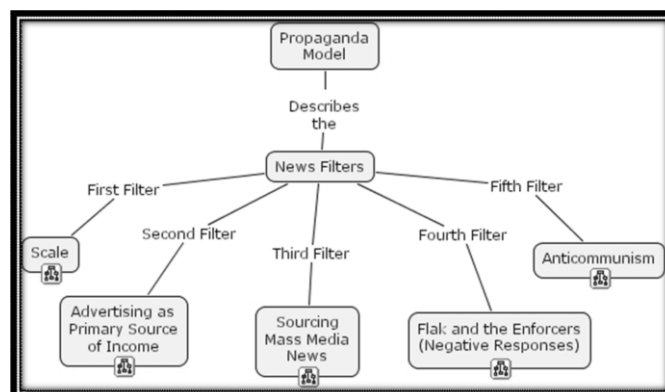 Propaganda
Model
Describes
the
News Filters
First Filter
Second Filter
Third Filter
Fourth Filter
Fifth Filter
Scale
Advertising as
Primary Source
of Income
Sourcing
Mass Media
News
Flak and the Enforcers
(Negative Responses)
Anticommunism